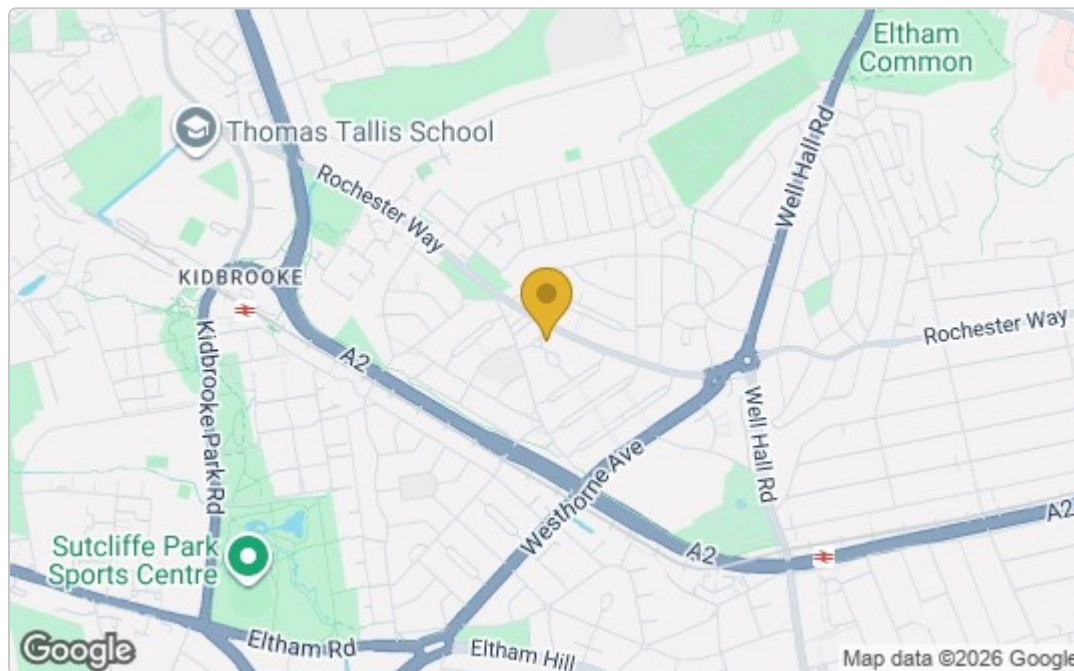 Eltham
Common
Thomas Tallis School
Rochester Way
Well Hall Rd
KIDBROOKE
Kidbrooke Park Rd
A2
Rochester Way
Well Hall Rd
Westhorne Ave
A2
A2
Sutcliffe Park
Sports Centre
Eltham Rd
Eltham Hill
Google
Map data ©2026 Google